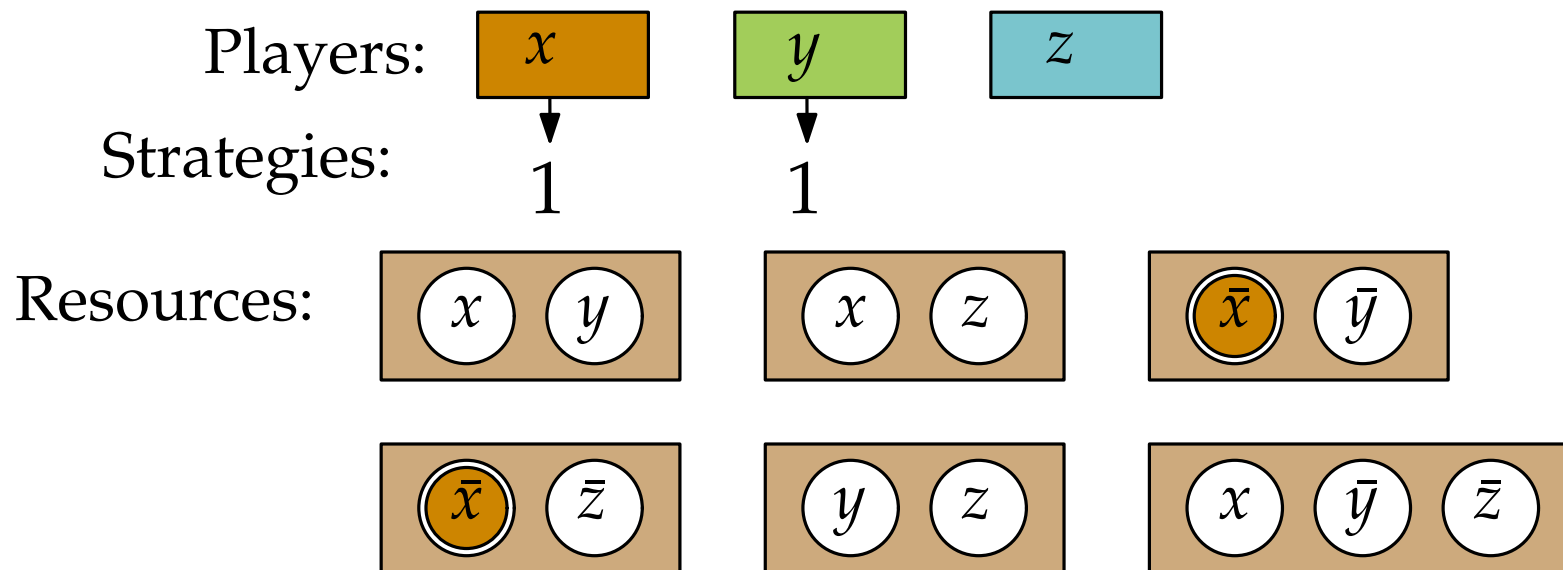 Players: x y z
Strategies: 1 1
Resources: x y x z x̄ ȳ
x̄ z̄ y z x ȳ z̄